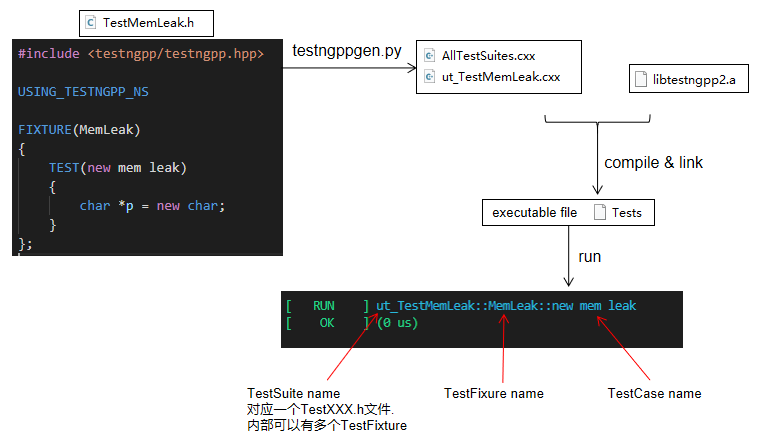 TestMemLeak.h
#include <testngpp/testngpp.hpp>
USING_TESTNGPP_NS
FIXTURE(MemLeak)
{
TEST(new mem leak)
{
char *p = new char;
}
};
testngppgen.py
AllTestSuites.cxx
ut_TestMemLeak.cxx
libtestngpp2.a
compile & link
executable file Tests
run
[ RUN ] ut_TestMemLeak::MemLeak::new mem leak
[ OK ] (0 us)
TestSuite name
对应一个TestXXX.h文件.
内部可以有多个TestFixture
TestFixure name
TestCase name